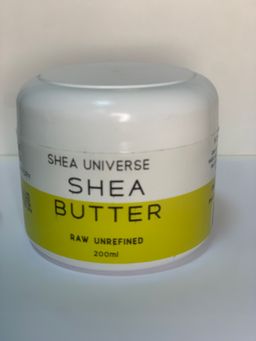 SHEA UNIVERSE
SHEA
BUTTER
RAW UNREFINED
200ml